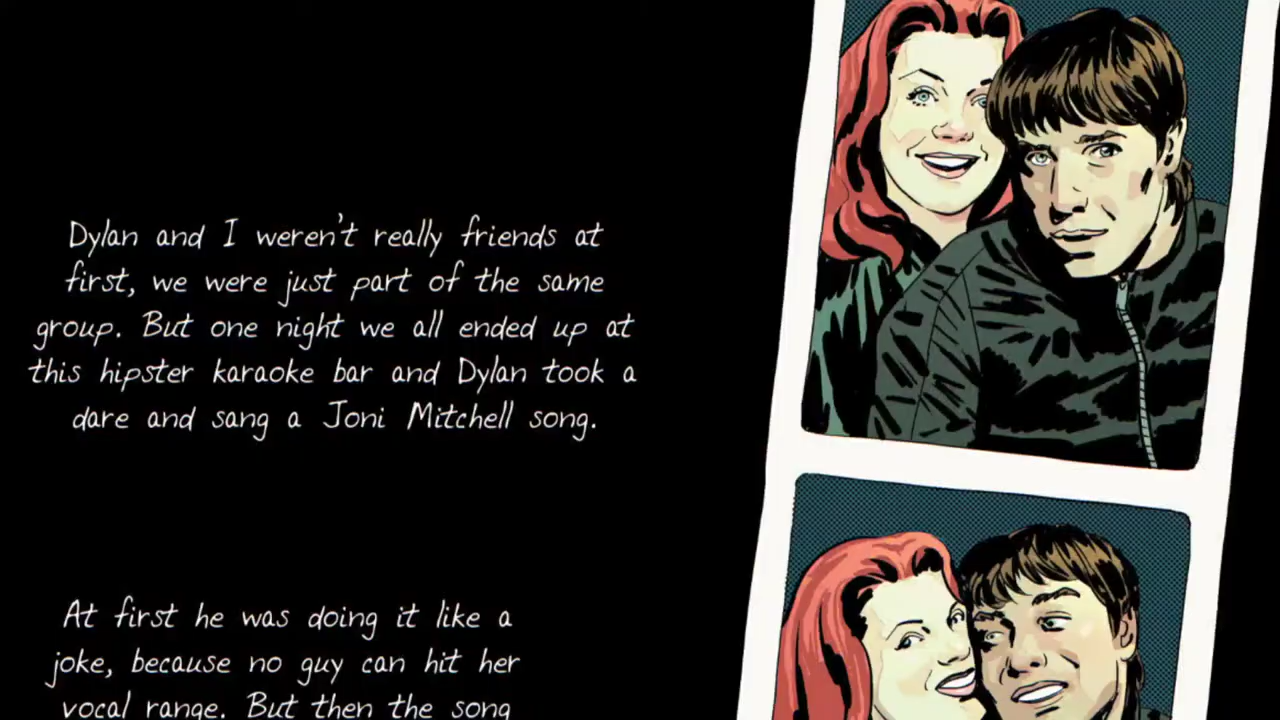 Dylan and I weren't really friends at
first, we were just part of the same
group. But one night we all ended up at
this hipster karaoke bar and Dylan took a
dare and sang a Joni Mitchell song.
At first he was doing it like a
joke, because no guy can hit her
vocal range. But then the song